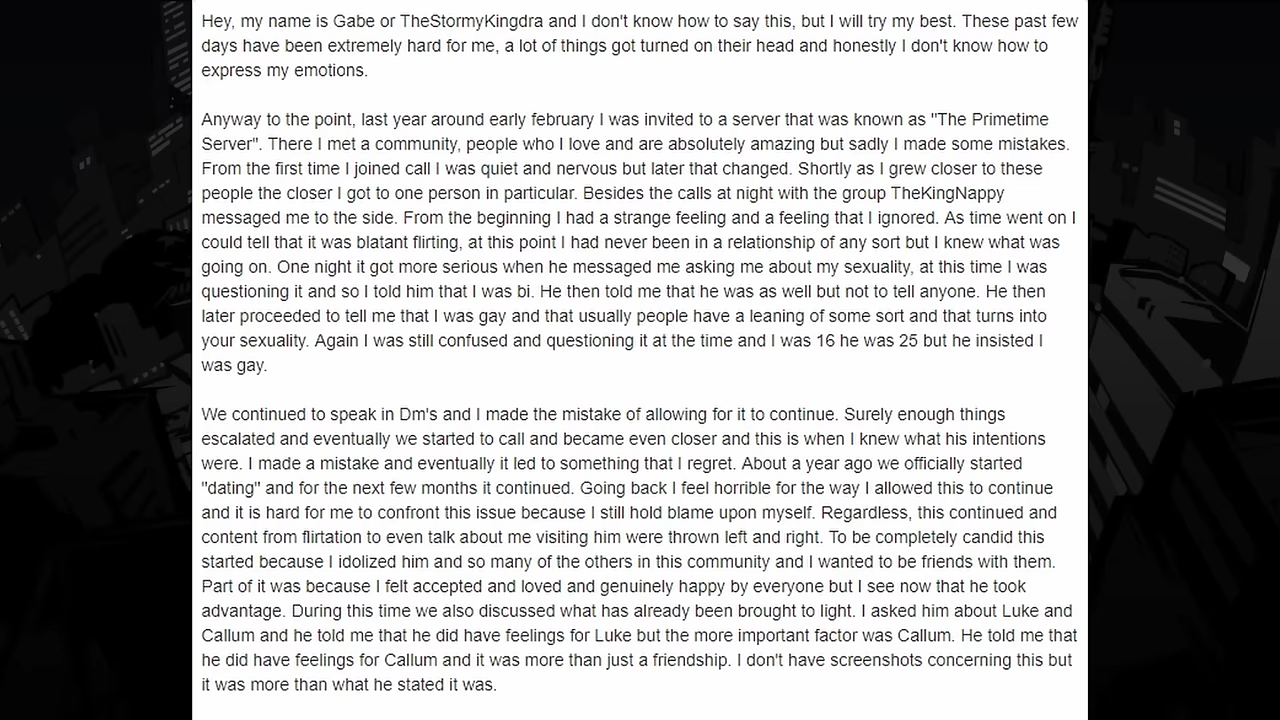 Hey, my name is Gabe or TheStormyKingdra and I don't know how to say this, but I will try my best. These past few
days have been extremely hard for me, a lot of things got turned on their head and honestly I don't know how to
express my emotions.
Anyway to the point, last year around early february I was invited to a server that was known as "The Primetime
Server". There I met a community, people who I love and are absolutely amazing but sadly I made some mistakes.
From the first time I joined call I was quiet and nervous but later that changed. Shortly as I grew closer to these
people the closer I got to one person in particular. Besides the calls at night with the group TheKingNappy
messaged me to the side. From the beginning I had a strange feeling and a feeling that I ignored. As time went on I
could tell that it was blatant flirting, at this point I had never been in a relationship of any sort but I knew what was
going on. One night it got more serious when he messaged me asking me about my sexuality, at this time I was
questioning it and so I told him that I was bi. He then told me that he was as well but not to tell anyone. He then
later proceeded to tell me that I was gay and that usually people have a leaning of some sort and that turns into
your sexuality. Again I was still confused and questioning it at the time and I was 16 he was 25 but he insisted I
was gay.
We continued to speak in Dm's and I made the mistake of allowing for it to continue. Surely enough things
escalated and eventually we started to call and became even closer and this is when I knew what his intentions
were. I made a mistake and eventually it led to something that I regret. About a year ago we officially started
"dating" and for the next few months it continued. Going back I feel horrible for the way I allowed this to continue
and it is hard for me to confront this issue because I still hold blame upon myself. Regardless, this continued and
content from flirtation to even talk about me visiting him were thrown left and right. To be completely candid this
started because I idolized him and so many of the others in this community and I wanted to be friends with them.
Part of it was because I felt accepted and loved and genuinely happy by everyone but I see now that he took
advantage. During this time we also discussed what has already been brought to light. I asked him about Luke and
Callum and he told me that he did have feelings for Luke but the more important factor was Callum. He told me that
he did have feelings for Callum and it was more than just a friendship. I don't have screenshots concerning this but
it was more than what he stated it was.